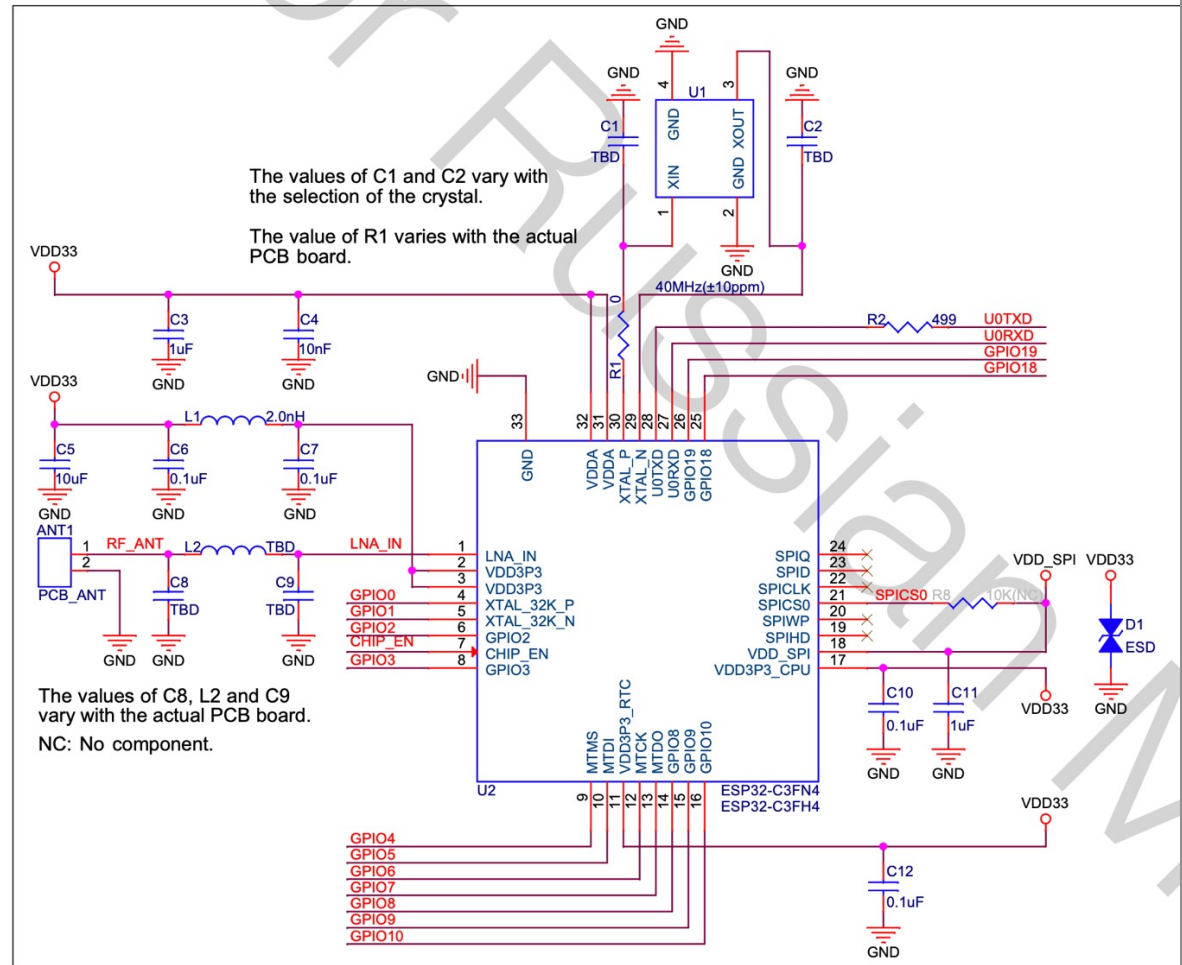 GND
GND
GND
4
3
U1
C1
TBD
GND
XOUT
C2
TBD
XIN
GND
1
2
GND
The values of C1 and C2 vary with
the selection of the crystal.
The value of R1 varies with the actual
PCB board.
40MHz(±10ppm)
VDD33
C3
1uF
GND
C4
10nF
GND
R1
0
R2
499
U0TXD
U0RXD
GPIO19
GPIO18
GND
VDD33
L1
2.0nH
C5
10uF
GND
C6
0.1uF
GND
C7
0.1uF
GND
33
32
31
30
29
28
27
26
25
GND
VDDA
VDDA
XTAL_P
XTAL_N
U0TXD
U0RXD
GPIO19
GPIO18
ANT1
1
2
PCB_ANT
RF_ANT
L2
TBD
LNA_IN
C8
TBD
C9
TBD
GND
GND
GND
GPIO0
GPIO1
GPIO2
CHIP_EN
GPIO3
1
2
3
4
5
6
7
8
LNA_IN
VDD3P3
VDD3P3
XTAL_32K_P
XTAL_32K_N
GPIO2
CHIP_EN
GPIO3
SPIQ
SPID
SPICLK
SPICS0
SPIWP
SPIHD
VDD_SPI
VDD3P3_CPU
24
23
22
21
20
19
18
17
SPICS0
R8
10K(NC)
VDD_SPI
VDD33
D1
ESD
GND
C10
0.1uF
GND
C11
1uF
GND
VDD33
The values of C8, L2 and C9
vary with the actual PCB board.
NC: No component.
MTMS
MTDI
VDD3P3_RTC
MTCK
MTDO
GPIO8
GPIO9
GPIO10
U2
9
10
11
12
13
14
15
16
ESP32-C3FN4
ESP32-C3FH4
GPIO4
GPIO5
GPIO6
GPIO7
GPIO8
GPIO9
GPIO10
VDD33
C12
0.1uF
GND
or Russian M